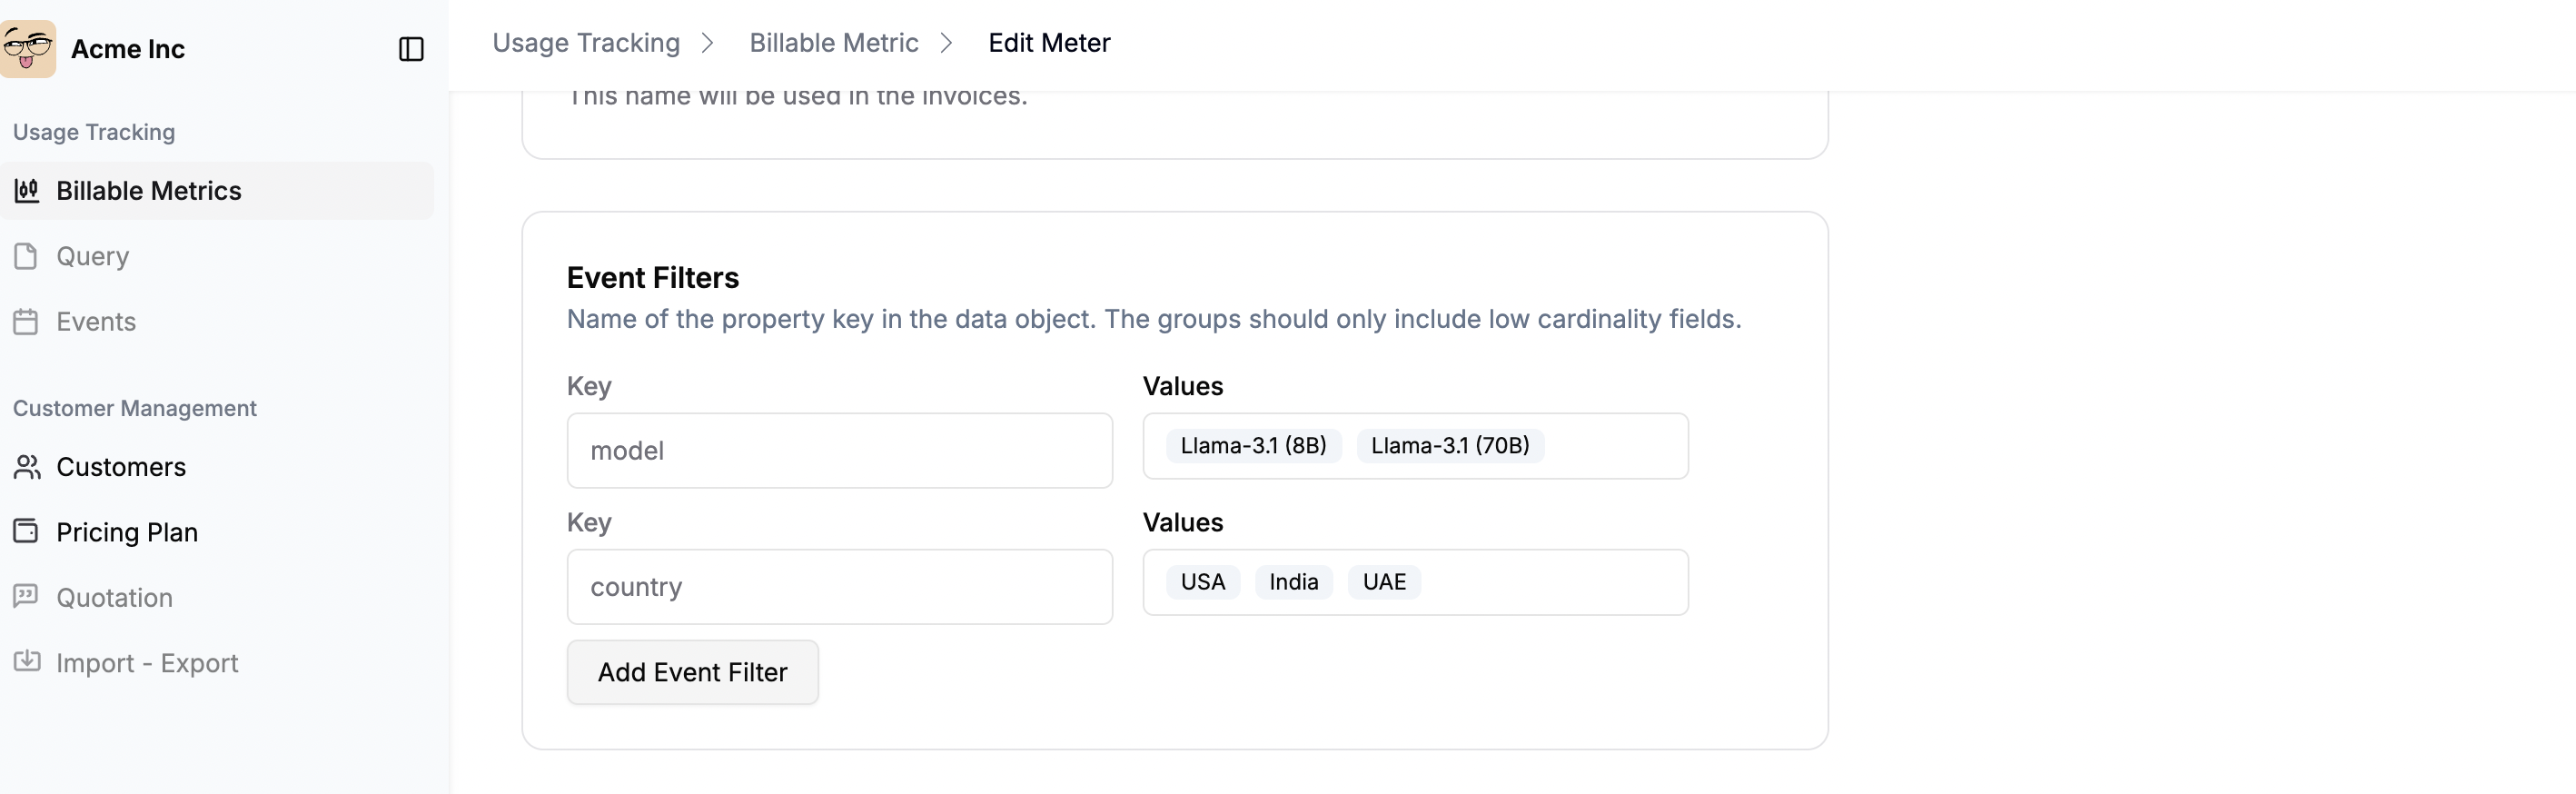 Acme Inc
Usage Tracking
Billable Metrics
Query
Events
Customer Management
Customers
Pricing Plan
Quotation
Import - Export
Usage Tracking > Billable Metric > Edit Meter
This name will be used in the invoices.
Event Filters
Name of the property key in the data object. The groups should only include low cardinality fields.
Key Values
model Llama-3.1 (8B) Llama-3.1 (70B)
Key Values
country USA India UAE
Add Event Filter